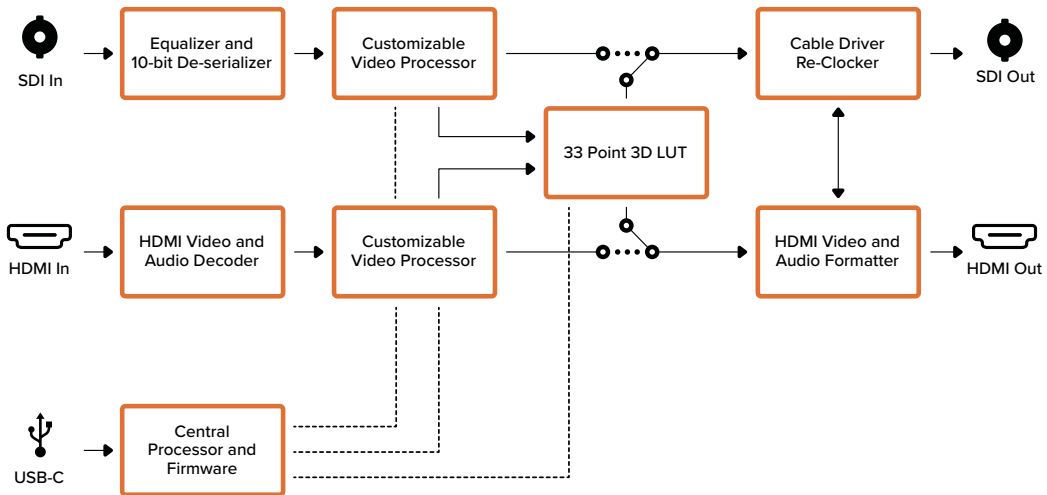 SDI In
Equalizer and
10-bit De-serializer
Customizable
Video Processor
Cable Driver
Re-Clocker
SDI Out
33 Point 3D LUT
HDMI In
HDMI Video and
Audio Decoder
Customizable
Video Processor
HDMI Video and
Audio Formatter
HDMI Out
USB-C
Central
Processor and
Firmware